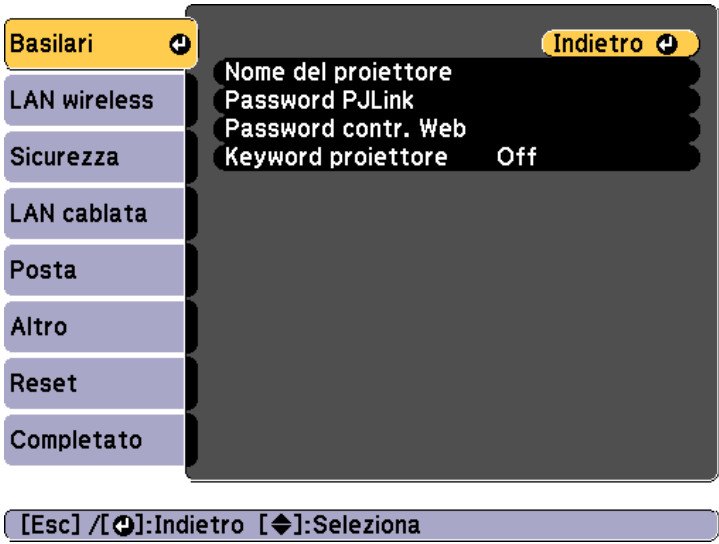 Basilari
LAN wireless
Sicurezza
LAN cablata
Posta
Altro
Reset
Completato
Indietro
Nome del proiettore
Password PJLink
Password contr. Web
Keyword proiettore Off
[Esc] /[]:Indietro []:Seleziona